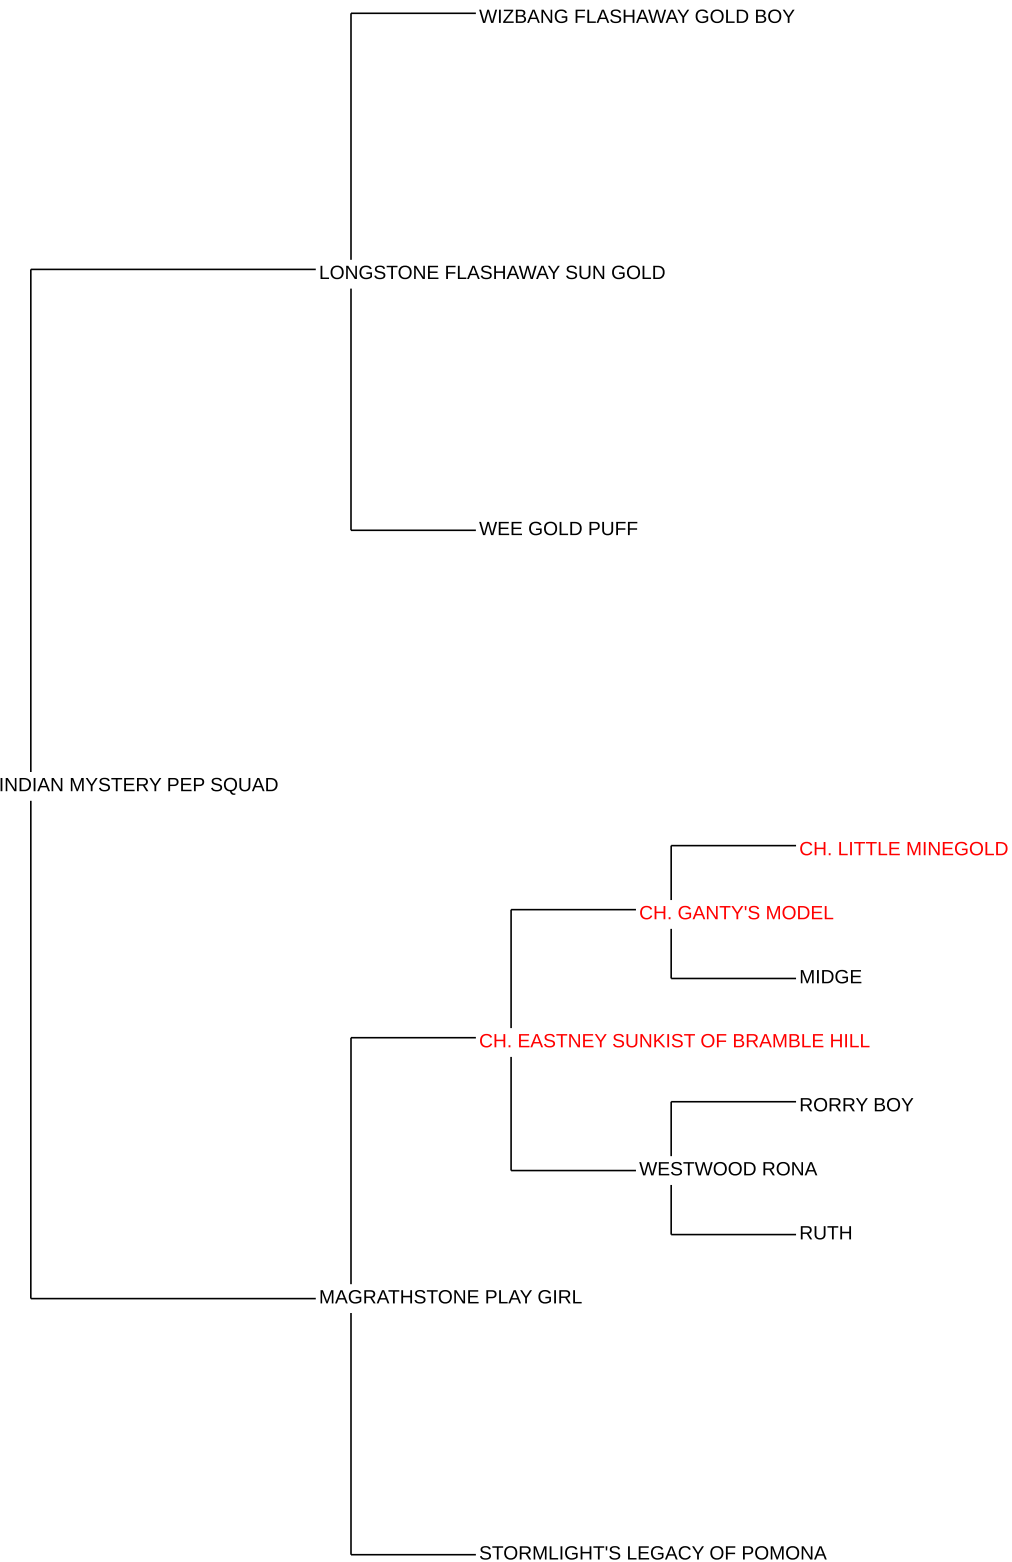 WIZBANG FLASHAWAY GOLD BOY
LONGSTONE FLASHAWAY SUN GOLD
WEE GOLD PUFF
INDIAN MYSTERY PEP SQUAD
CH. LITTLE MINEGOLD
CH. GANTY'S MODEL
MIDGE
CH. EASTNEY SUNKIST OF BRAMBLE HILL
RORRY BOY
WESTWOOD RONA
RUTH
MAGRATHSTONE PLAY GIRL
STORMLIGHT'S LEGACY OF POMONA